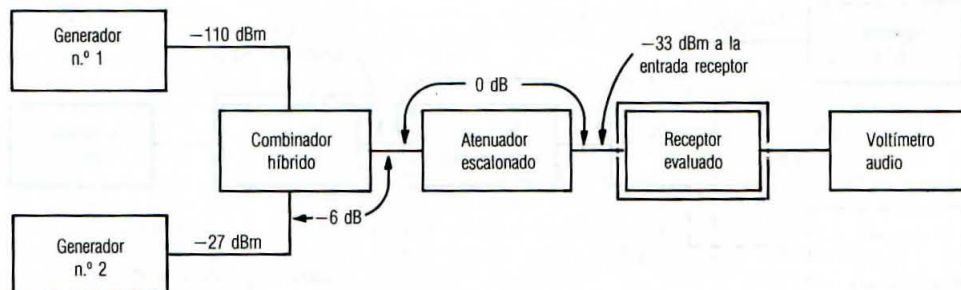 Generador
n.º 1
−110 dBm
−33 dBm a la
entrada receptor
0 dB
Combinador
híbrido
Atenuador
escalonado
Receptor
evaluado
Voltímetro
audio
−6 dB
Generador
n.º 2
−27 dBm